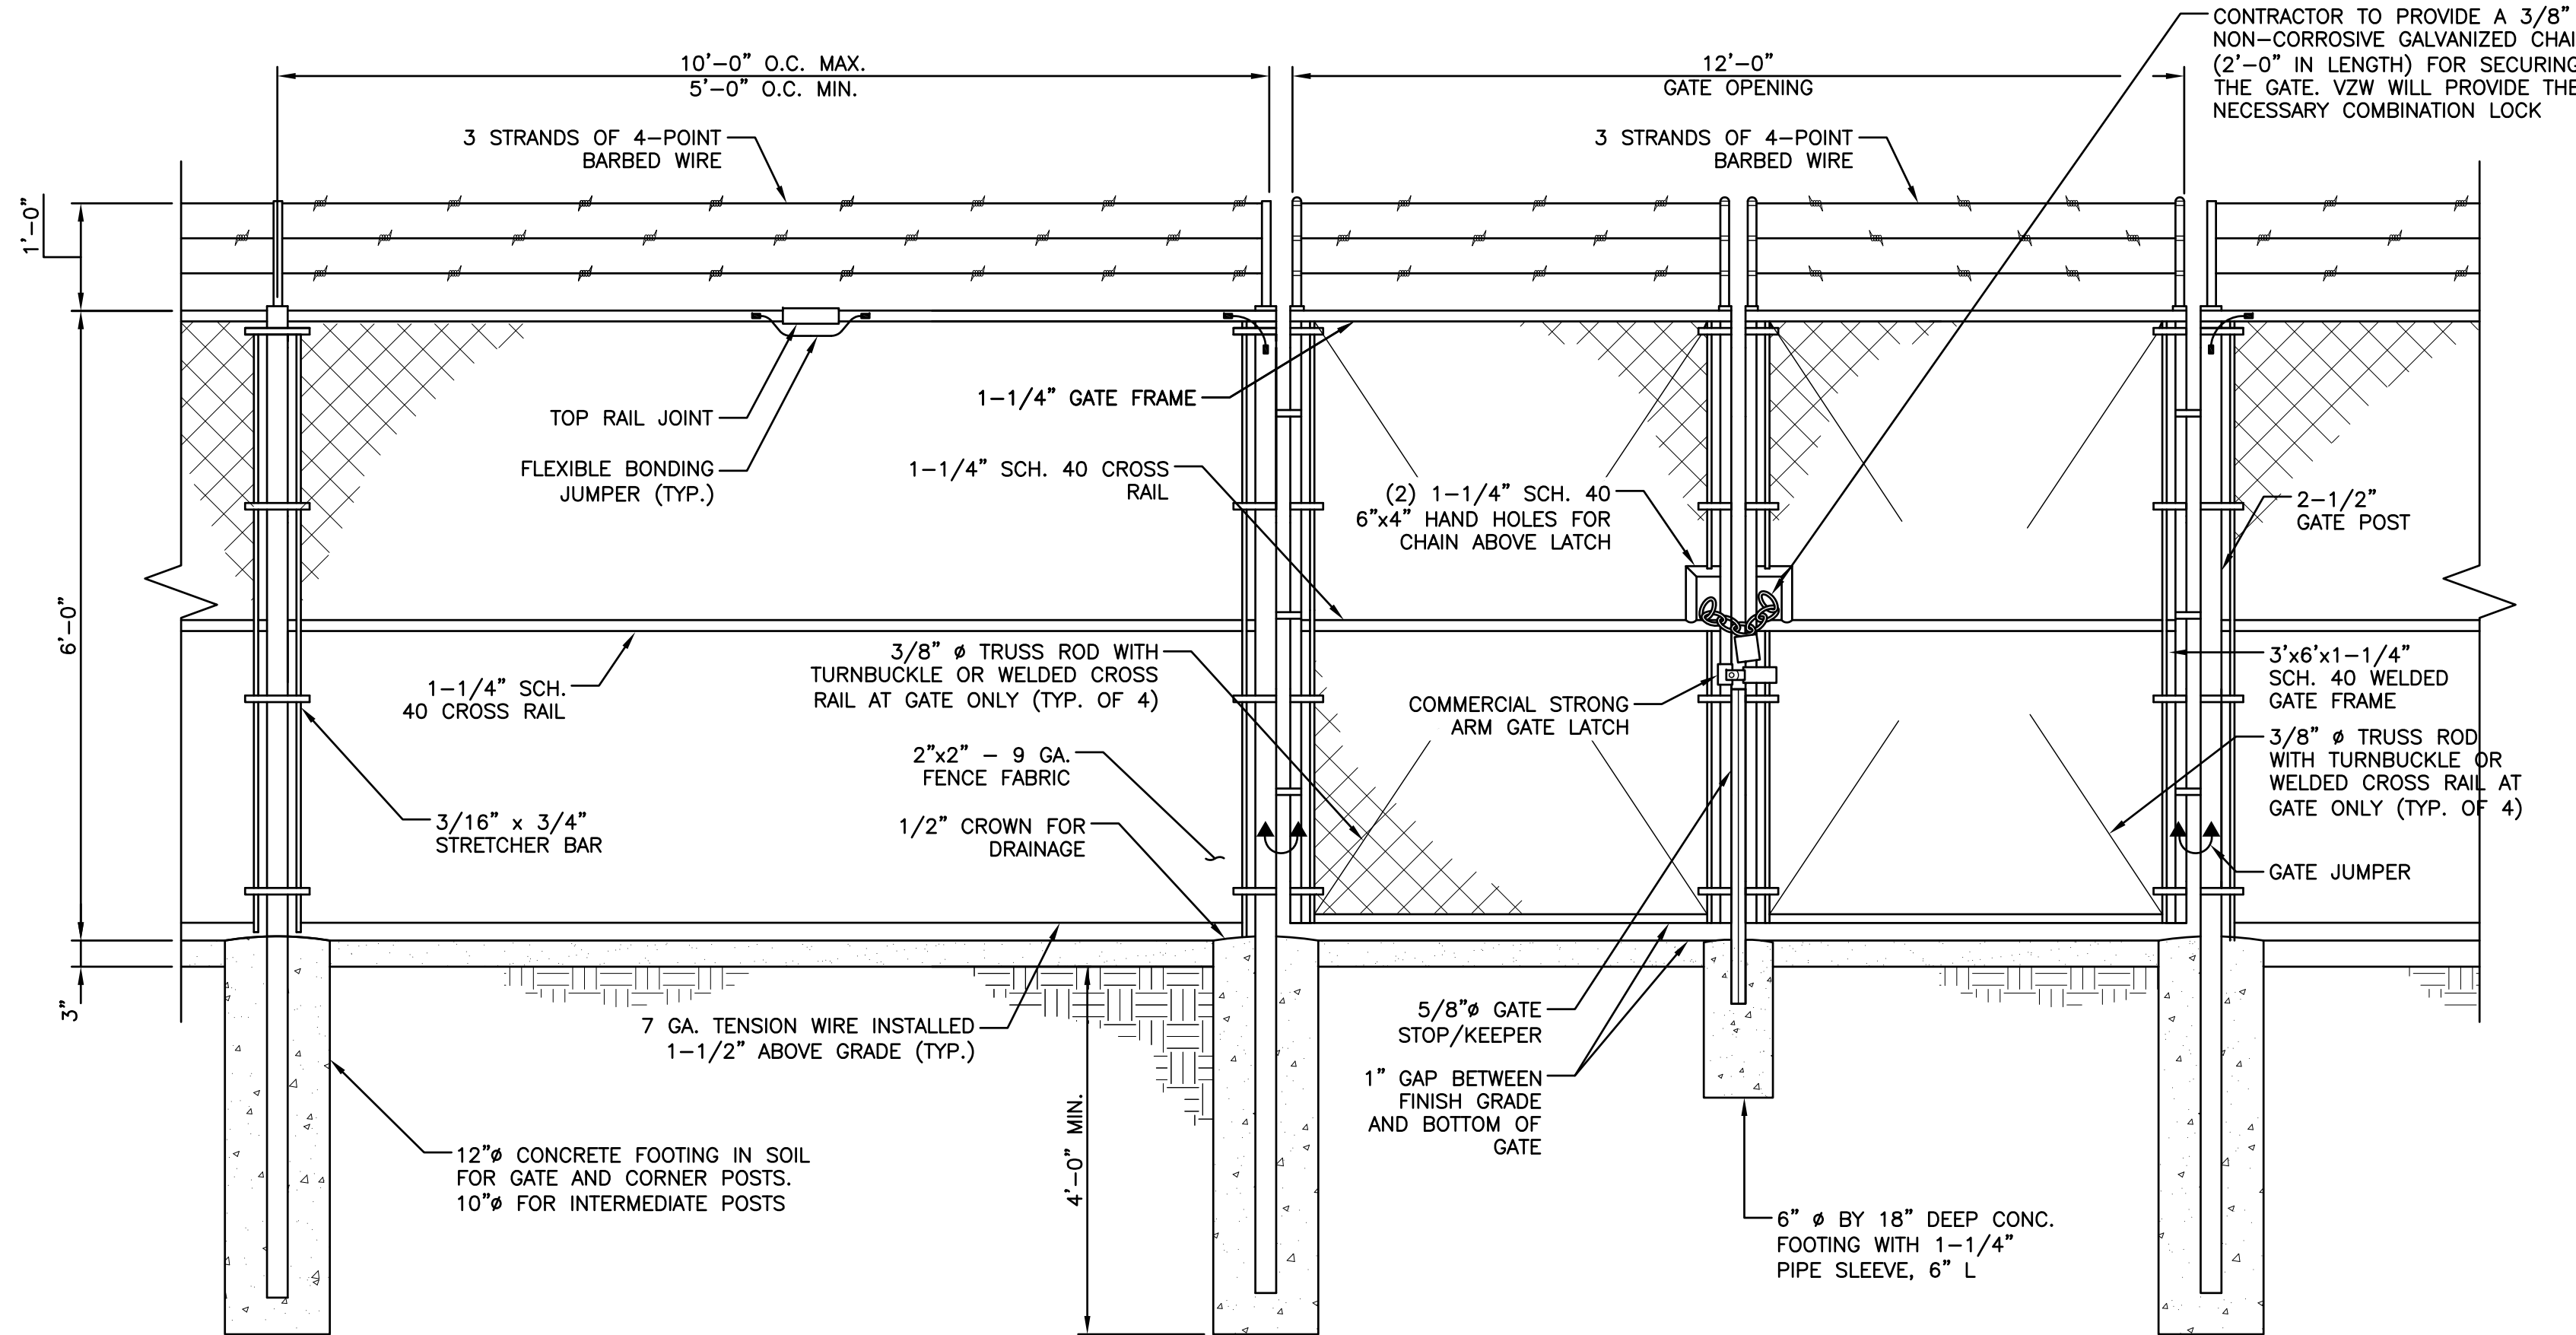 CONTRACTOR TO PROVIDE A 3/8"
NON-CORROSIVE GALVANIZED
(2'-0" IN LENGTH) FOR SECURING
THE GATE. VZW WILL PROVIDE THE
NECESSARY COMBINATION LOCK
10'-0" O.C. MAX.
5'-0" O.C. MIN.
12'-0"
GATE OPENING
3 STRANDS OF 4-POINT
BARBED WIRE
3 STRANDS OF 4-POINT
BARBED WIRE
1'-0"
6'-0"
3"
TOP RAIL JOINT
FLEXIBLE BONDING
JUMPER (TYP.)
1-1/4" GATE FRAME
1-1/4" SCH. 40 CROSS
RAIL
(2) 1-1/4" SCH. 40
6"x4" HAND HOLES FOR
CHAIN ABOVE LATCH
2-1/2"
GATE POST
1-1/4" SCH.
40 CROSS RAIL
3/8" ø TRUSS ROD WITH
TURNBUCKLE OR WELDED CROSS
RAIL AT GATE ONLY (TYP. OF 4)
COMMERCIAL STRONG
ARM GATE LATCH
3'x6'x1-1/4"
SCH. 40 WELDED
GATE FRAME
3/8" ø TRUSS ROD
WITH TURNBUCKLE OR
WELDED CROSS RAIL AT
GATE ONLY (TYP. OF 4)
2"x2" - 9 GA.
FENCE FABRIC
3/16" x 3/4"
STRETCHER BAR
1/2" CROWN FOR
DRAINAGE
GATE JUMPER
7 GA. TENSION WIRE INSTALLED
1-1/2" ABOVE GRADE (TYP.)
5/8"ø GATE
STOP/KEEPER
1" GAP BETWEEN
FINISH GRADE
AND BOTTOM OF
GATE
4'-0" MIN.
12"ø CONCRETE FOOTING IN SOIL
FOR GATE AND CORNER POSTS.
10"ø FOR INTERMEDIATE POSTS
6" ø BY 18" DEEP CONC.
FOOTING WITH 1-1/4"
PIPE SLEEVE, 6" L